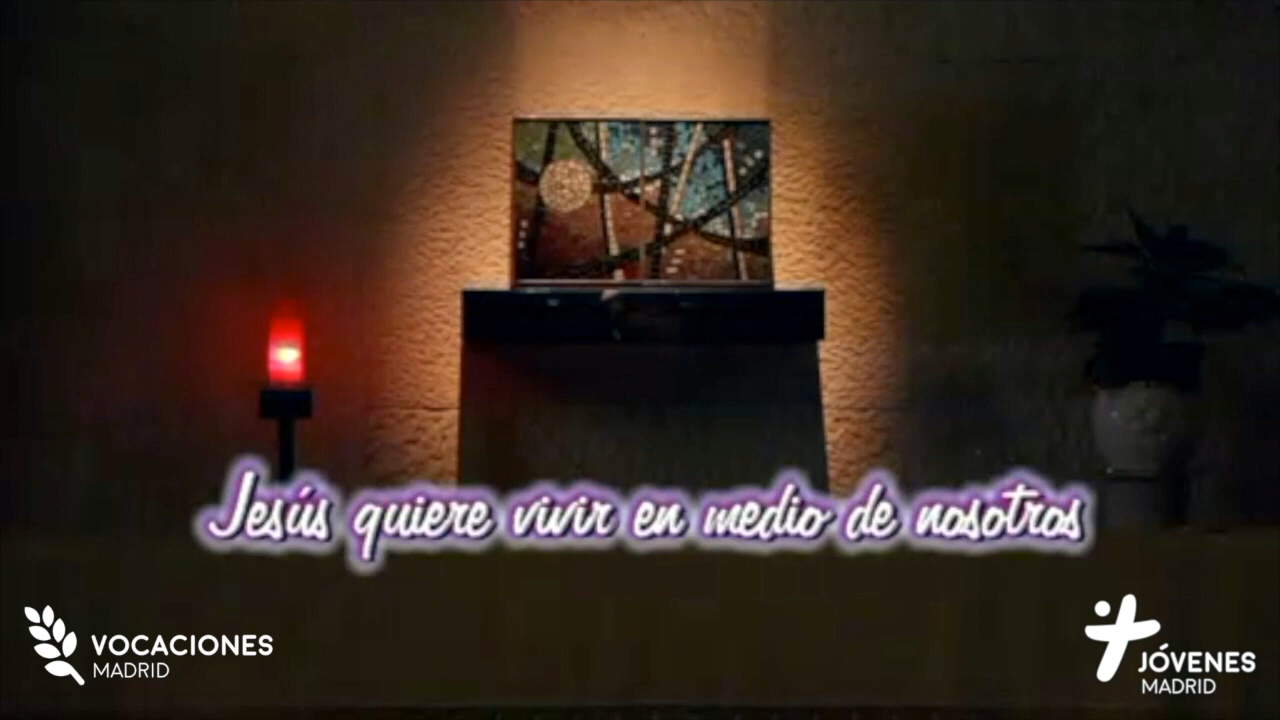 Jesús quiere vivir en medio de nosotros
VOCACIONES
MADRID
JÓVENES
MADRID